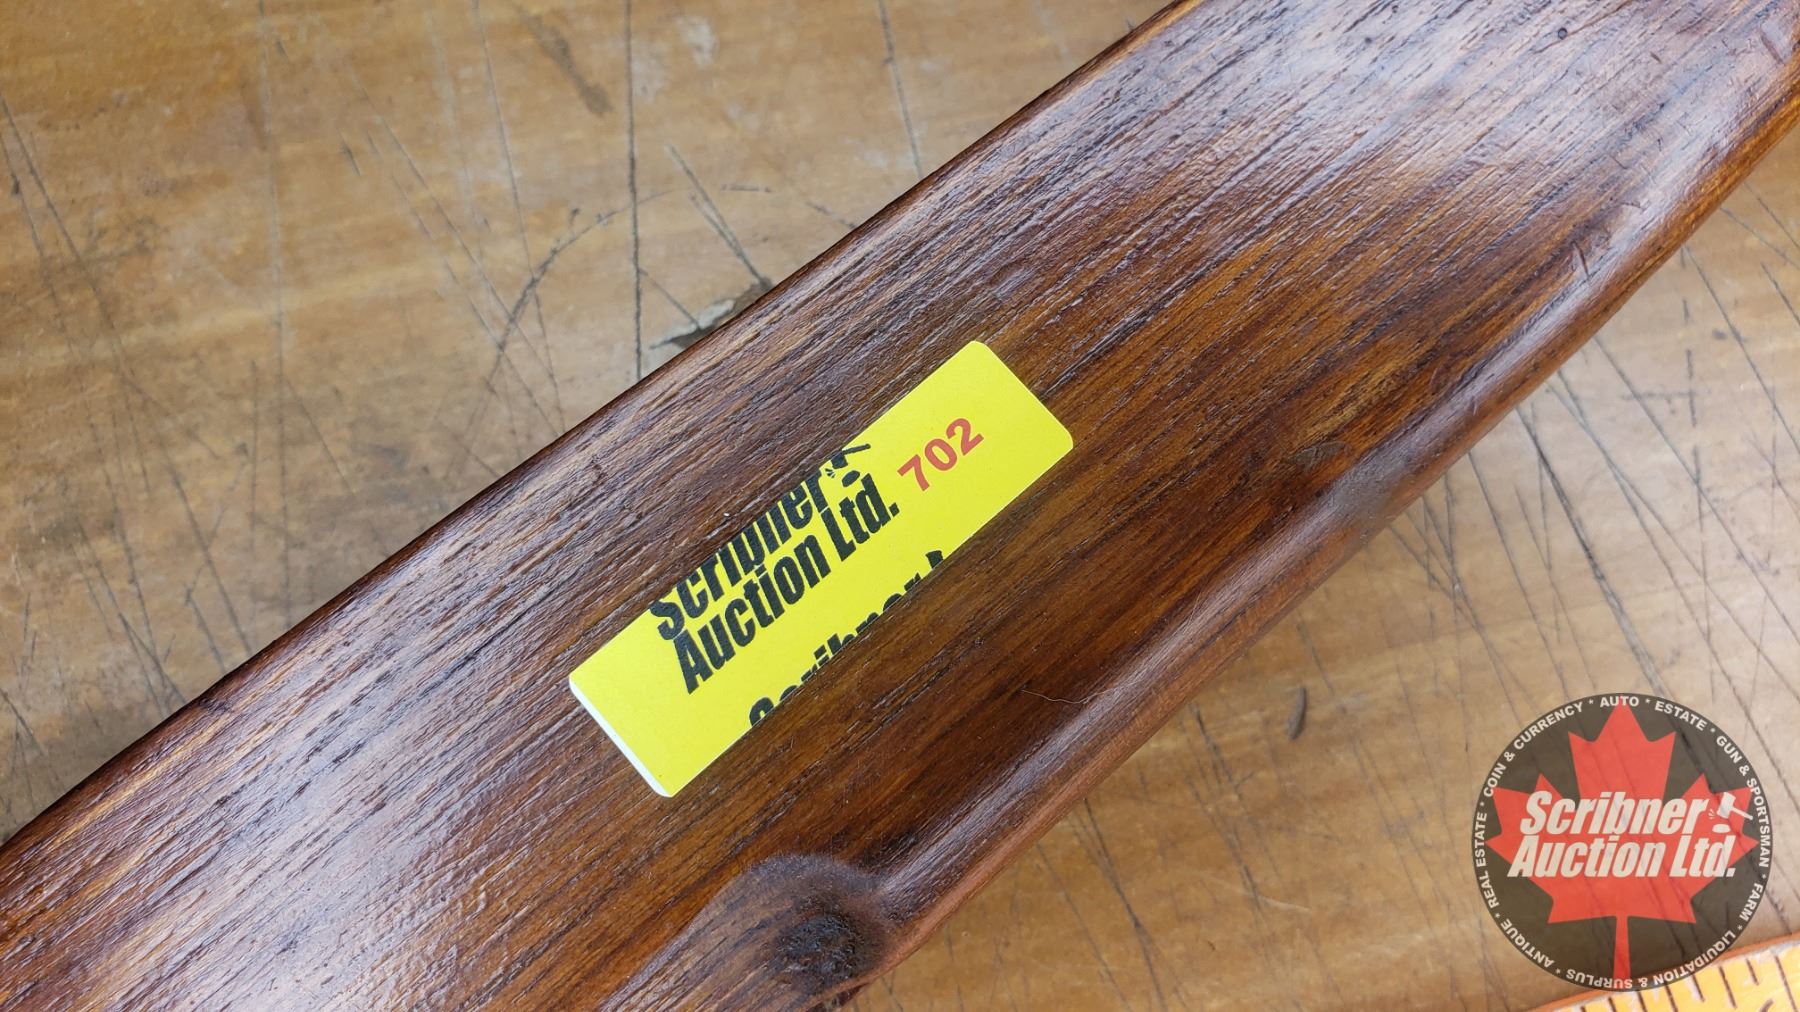 Scribner
Auction Ltd.
702
Scribner
Scribner
Auction Ltd.
* COIN & CURRENCY * AUTO * ESTATE * GUN & SPORTSMAN * FARM * LIQUIDATION & SURPLUS * ANTIQUE * REAL ESTATE